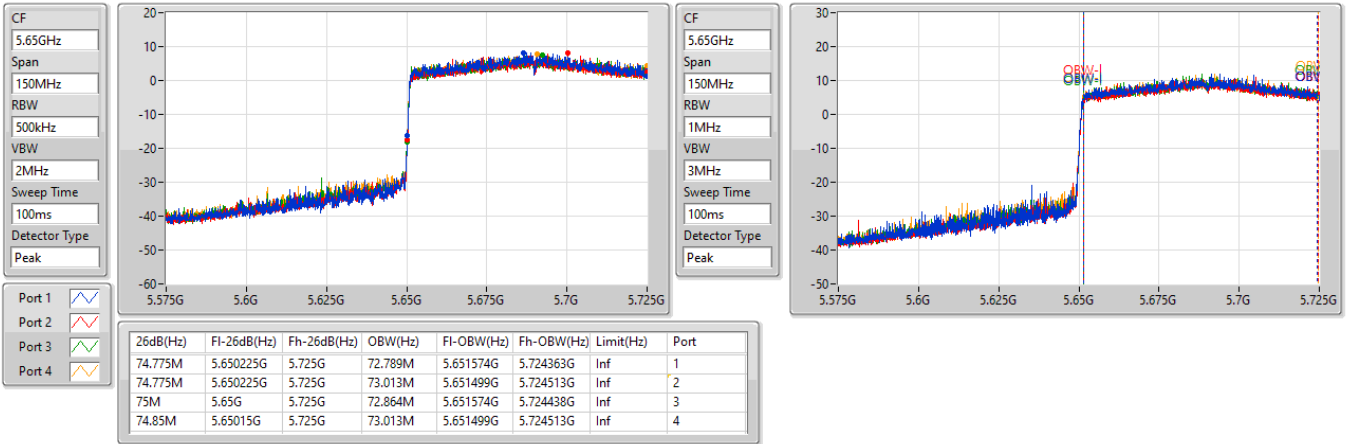 CF
5.65GHz
Span
150MHz
RBW
500kHz
VBW
2MHz
Sweep Time
100ms
Detector Type
Peak
20
10
0
-10
-20
-30
-40
-50
-60
5.575G 5.6G 5.625G 5.65G 5.675G 5.7G 5.725G
CF
5.65GHz
Span
150MHz
RBW
1MHz
VBW
3MHz
Sweep Time
100ms
Detector Type
Peak
30
20
10
0
-10
-20
-30
-40
-50
OBW-
OBW-
5.575G 5.6G 5.625G 5.65G 5.675G 5.7G 5.725G
Port 1
Port 2
Port 3
Port 4
26dB(Hz) Fl-26dB(Hz) Fh-26dB(Hz) OBW(Hz) Fl-OBW(Hz) Fh-OBW(Hz) Limit(Hz) Port
74.775M 5.650225G 5.725G 72.789M 5.651574G 5.724363G Inf 1
74.775M 5.650225G 5.725G 73.013M 5.651499G 5.724513G Inf 2
75M 5.65G 5.725G 72.864M 5.651574G 5.724438G Inf 3
74.85M 5.65015G 5.725G 73.013M 5.651499G 5.724513G Inf 4